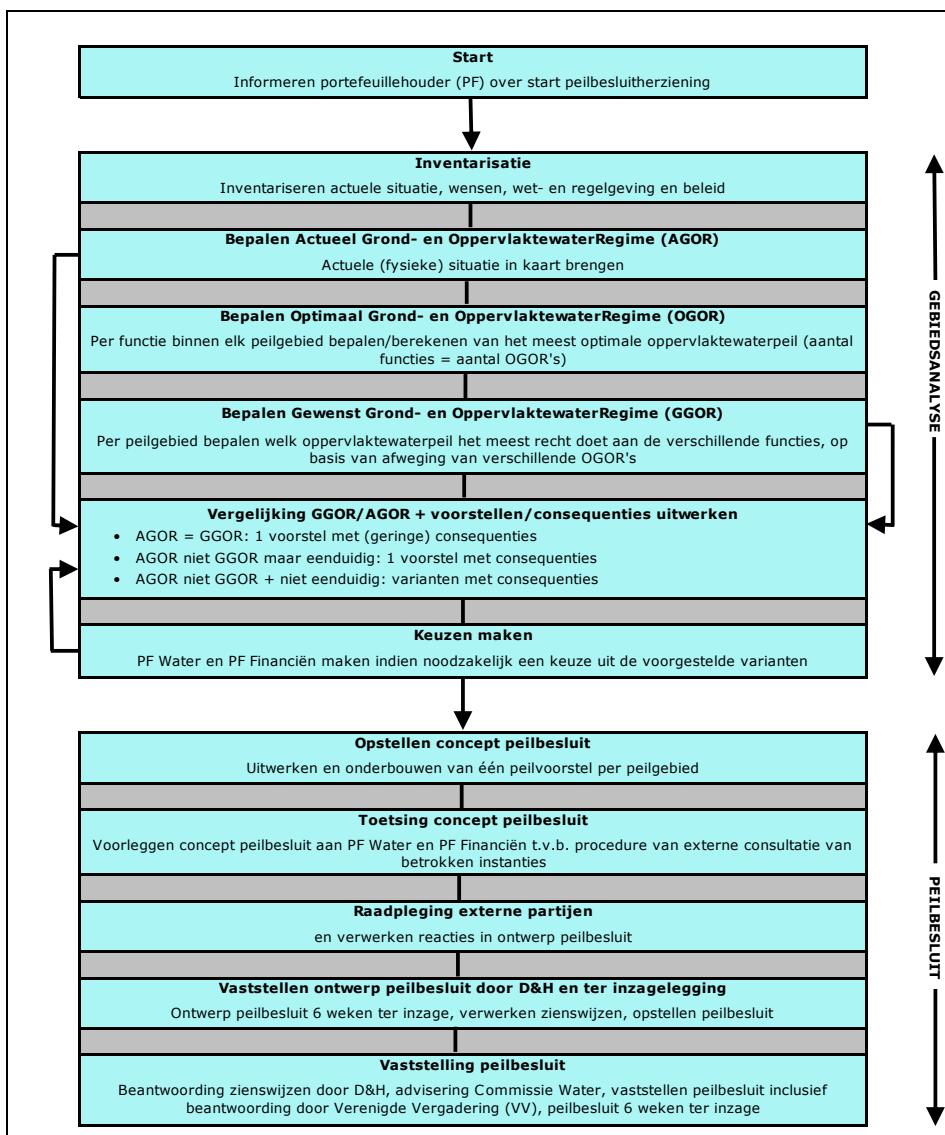 Start
Informeren portefeuillehouder (PF) over start peilbesluitherziening
Inventarisatie
Inventariseren actuele situatie, wensen, wet- en regelgeving en beleid
Bepalen Actueel Grond- en OppervlaktewaterRegime (AGOR)
Actuele (fysieke) situatie in kaart brengen
Bepalen Optimaal Grond- en OppervlaktewaterRegime (OGOR)
Per functie binnen elk peilgebied bepalen/berekenen van het meest optimale oppervlaktewaterpeil (aantal
functies = aantal OGOR's)
Bepalen Gewenst Grond- en OppervlaktewaterRegime (GGOR)
Per peilgebied bepalen welk oppervlaktewaterpeil het meest recht doet aan de verschillende functies, op
basis van afweging van verschillende OGOR's
Vergelijking GGOR/AGOR + voorstellen/consequenties uitwerken
• AGOR = GGOR: 1 voorstel met (geringe) consequenties
• AGOR niet GGOR maar eenduidig: 1 voorstel met consequenties
• AGOR niet GGOR + niet eenduidig: varianten met consequenties
Keuzen maken
PF Water en PF Financiën maken indien noodzakelijk een keuze uit de voorgestelde varianten
GEBIEDSANALYSE
Opstellen concept peilbesluit
Uitwerken en onderbouwen van één peilvoorstel per peilgebied
Toetsing concept peilbesluit
Voorleggen concept peilbesluit aan PF Water en PF Financiën t.v.b. procedure van externe consultatie van
betrokken instanties
Raadpleging externe partijen
en verwerken reacties in ontwerp peilbesluit
Vaststellen ontwerp peilbesluit door D&H en ter inzagelegging
Ontwerp peilbesluit 6 weken ter inzage, verwerken zienswijzen, opstellen peilbesluit
Vaststelling peilbesluit
Beantwoording zienswijzen door D&H, advisering Commissie Water, vaststellen peilbesluit inclusief
beantwoording door Verenigde Vergadering (VV), peilbesluit 6 weken ter inzage
PEILBESLUIT